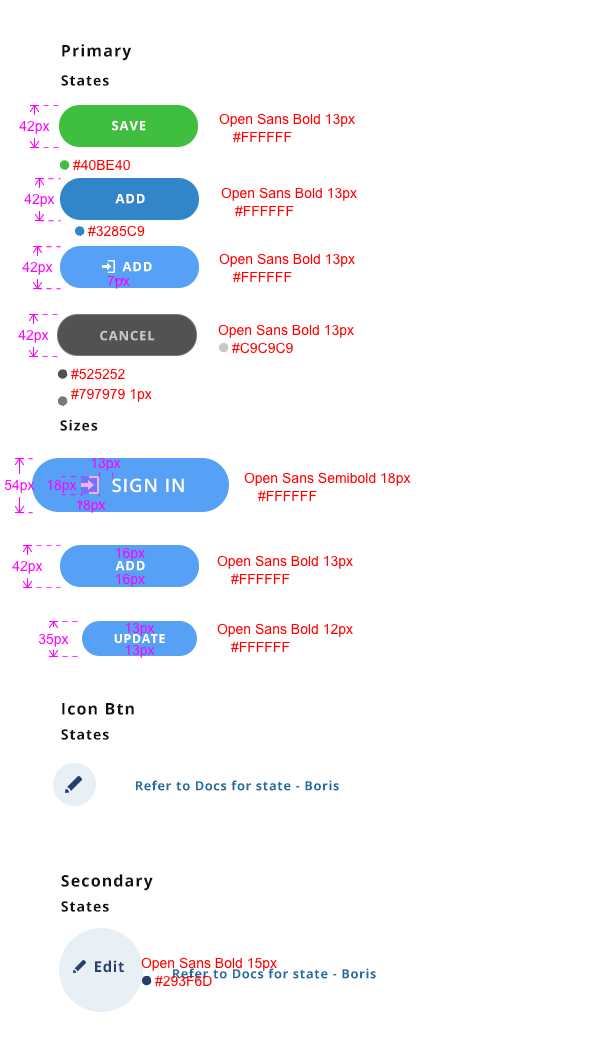 Primary
States
42px
SAVE
Open Sans Bold 13px
#FFFFFF
#40BE40
42px
ADD
Open Sans Bold 13px
#FFFFFF
#3285C9
42px
ADD
7px
Open Sans Bold 13px
#FFFFFF
42px
CANCEL
Open Sans Bold 13px
#C9C9C9
#525252
#797979 1px
Sizes
13px
54px
18px
SIGN IN
18px
Open Sans Semibold 18px
#FFFFFF
16px
42px
ADD
16px
Open Sans Bold 13px
#FFFFFF
13px
35px
UPDATE
13px
Open Sans Bold 12px
#FFFFFF
Icon Btn
States
Refer to Docs for state - Boris
Secondary
States
Edit
Open Sans Bold 15px
Refer to Docs for state - Boris
#293F6D